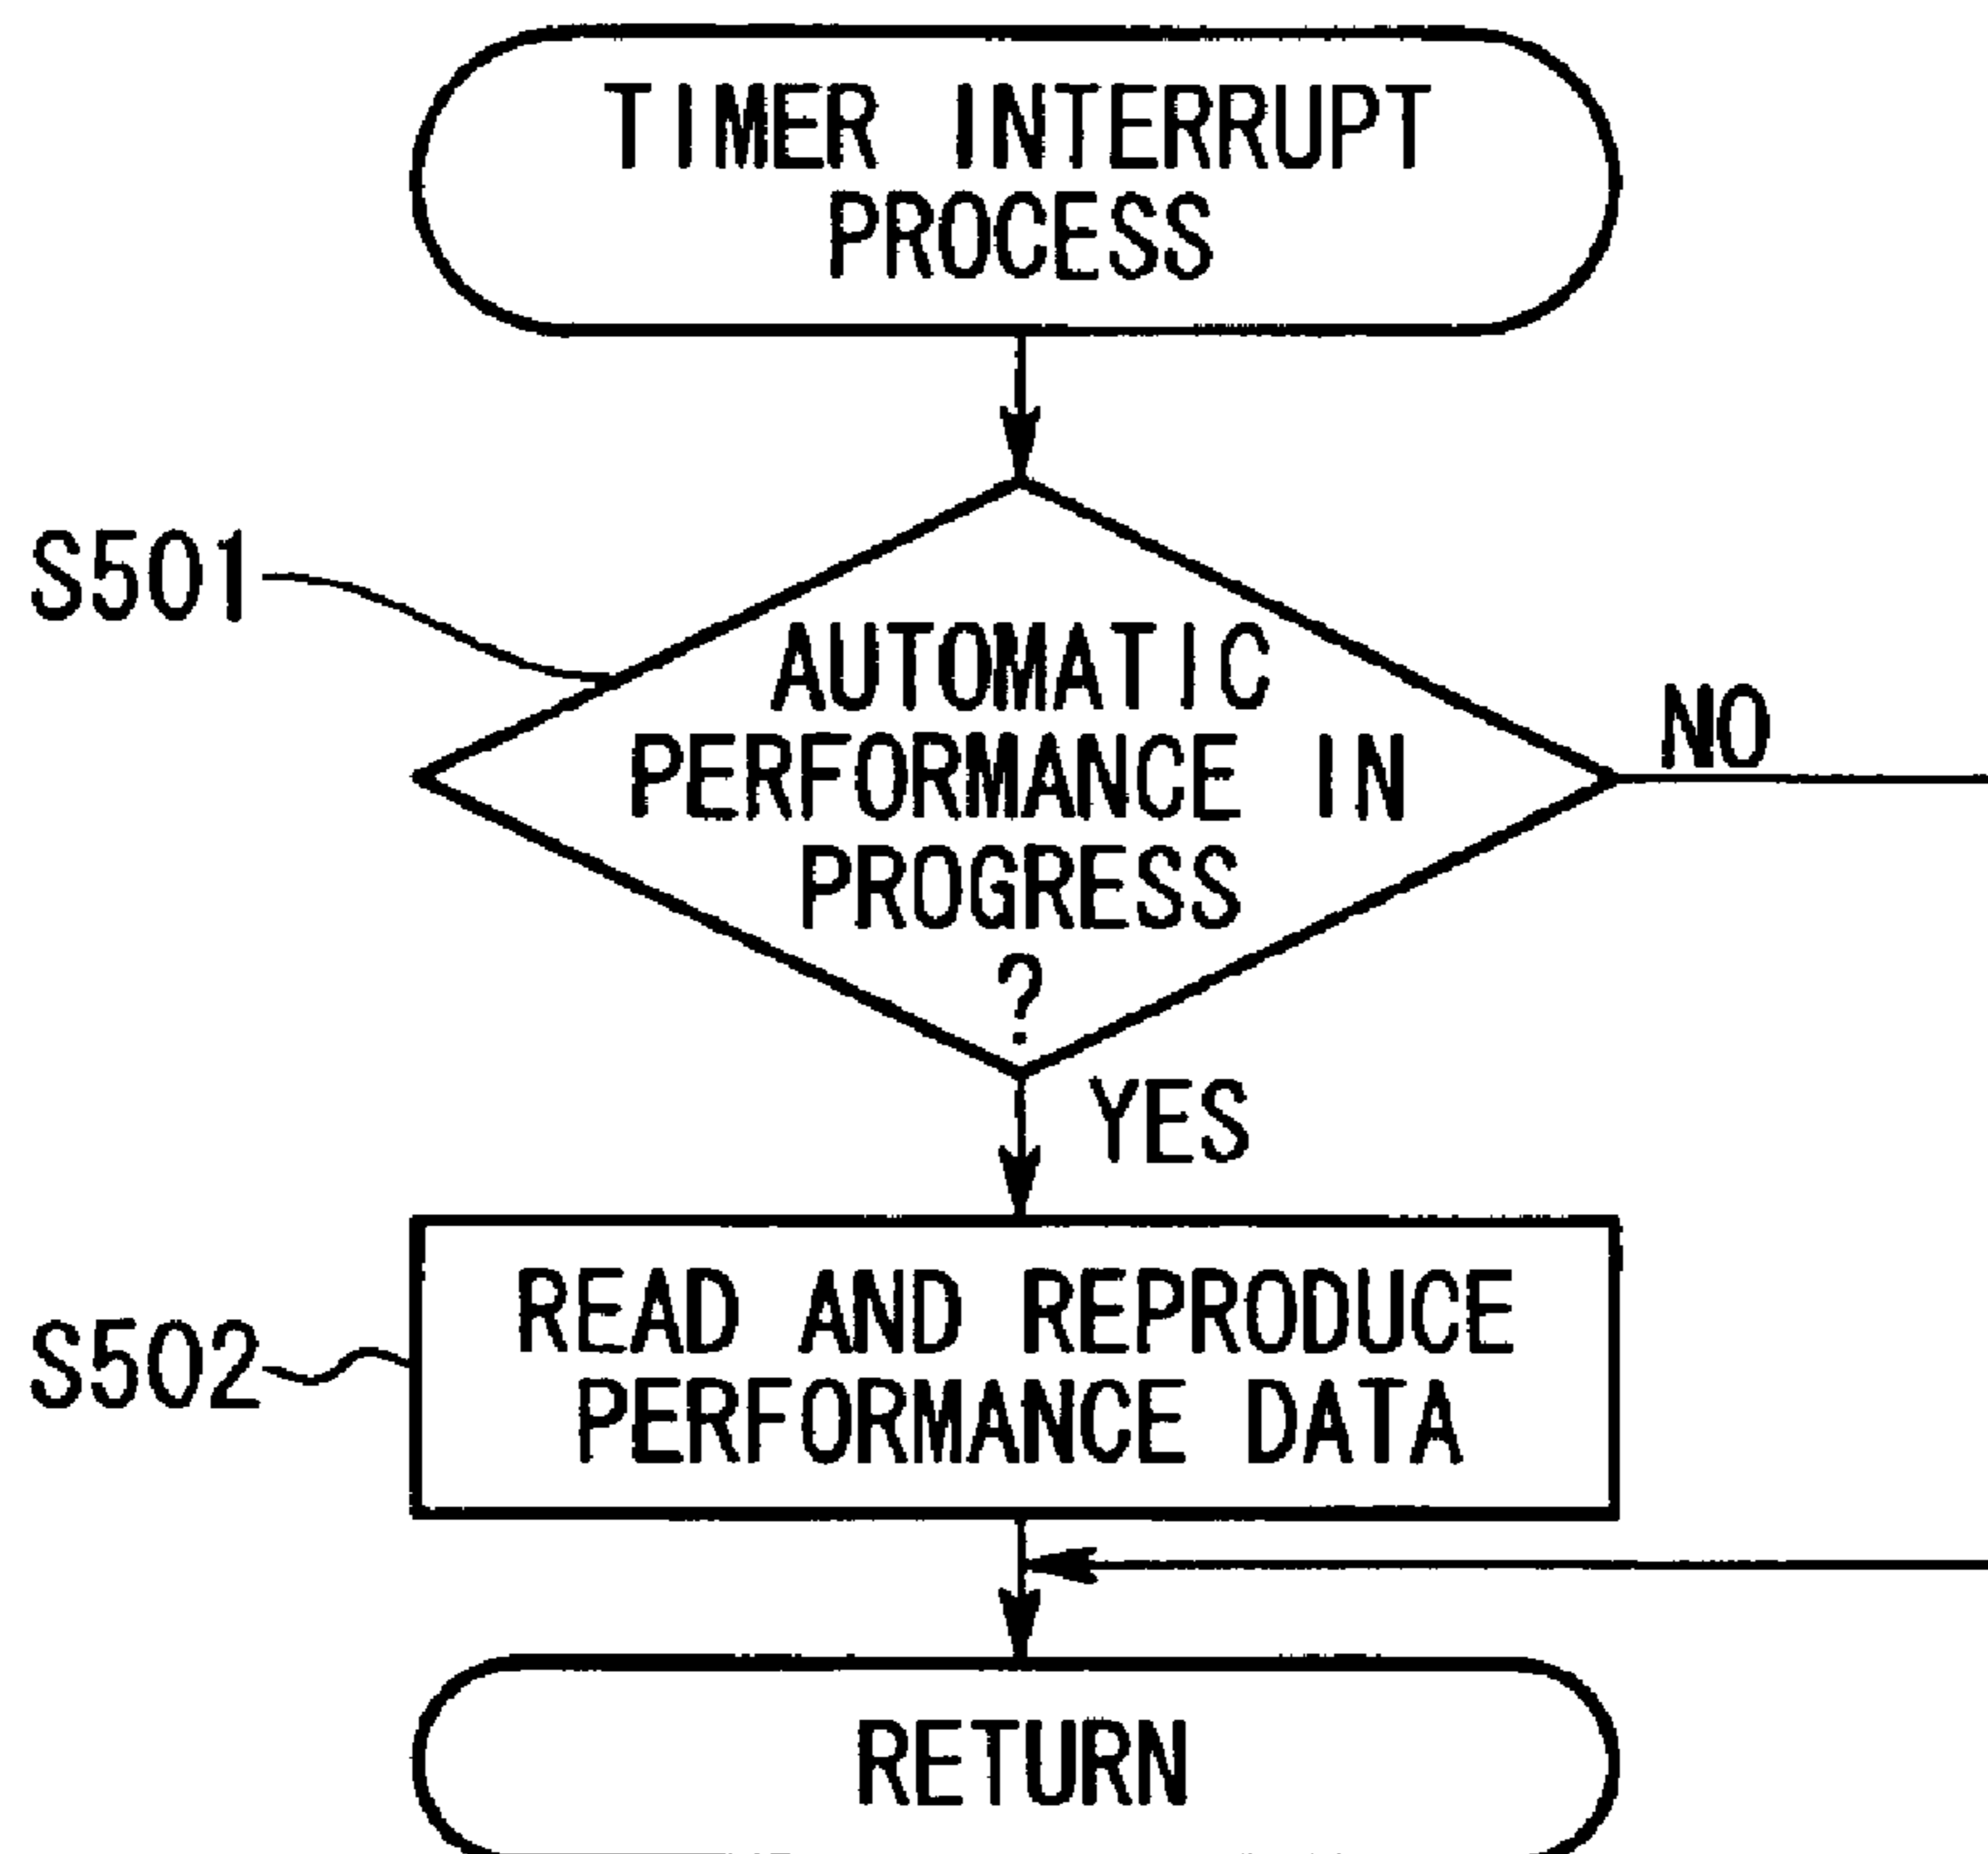 TIMER INTERRUPT
PROCESS
S501
AUTOMATIC
PERFORMANCE IN
PROGRESS
?
NO
YES
S502
READ AND REPRODUCE
PERFORMANCE DATA
RETURN